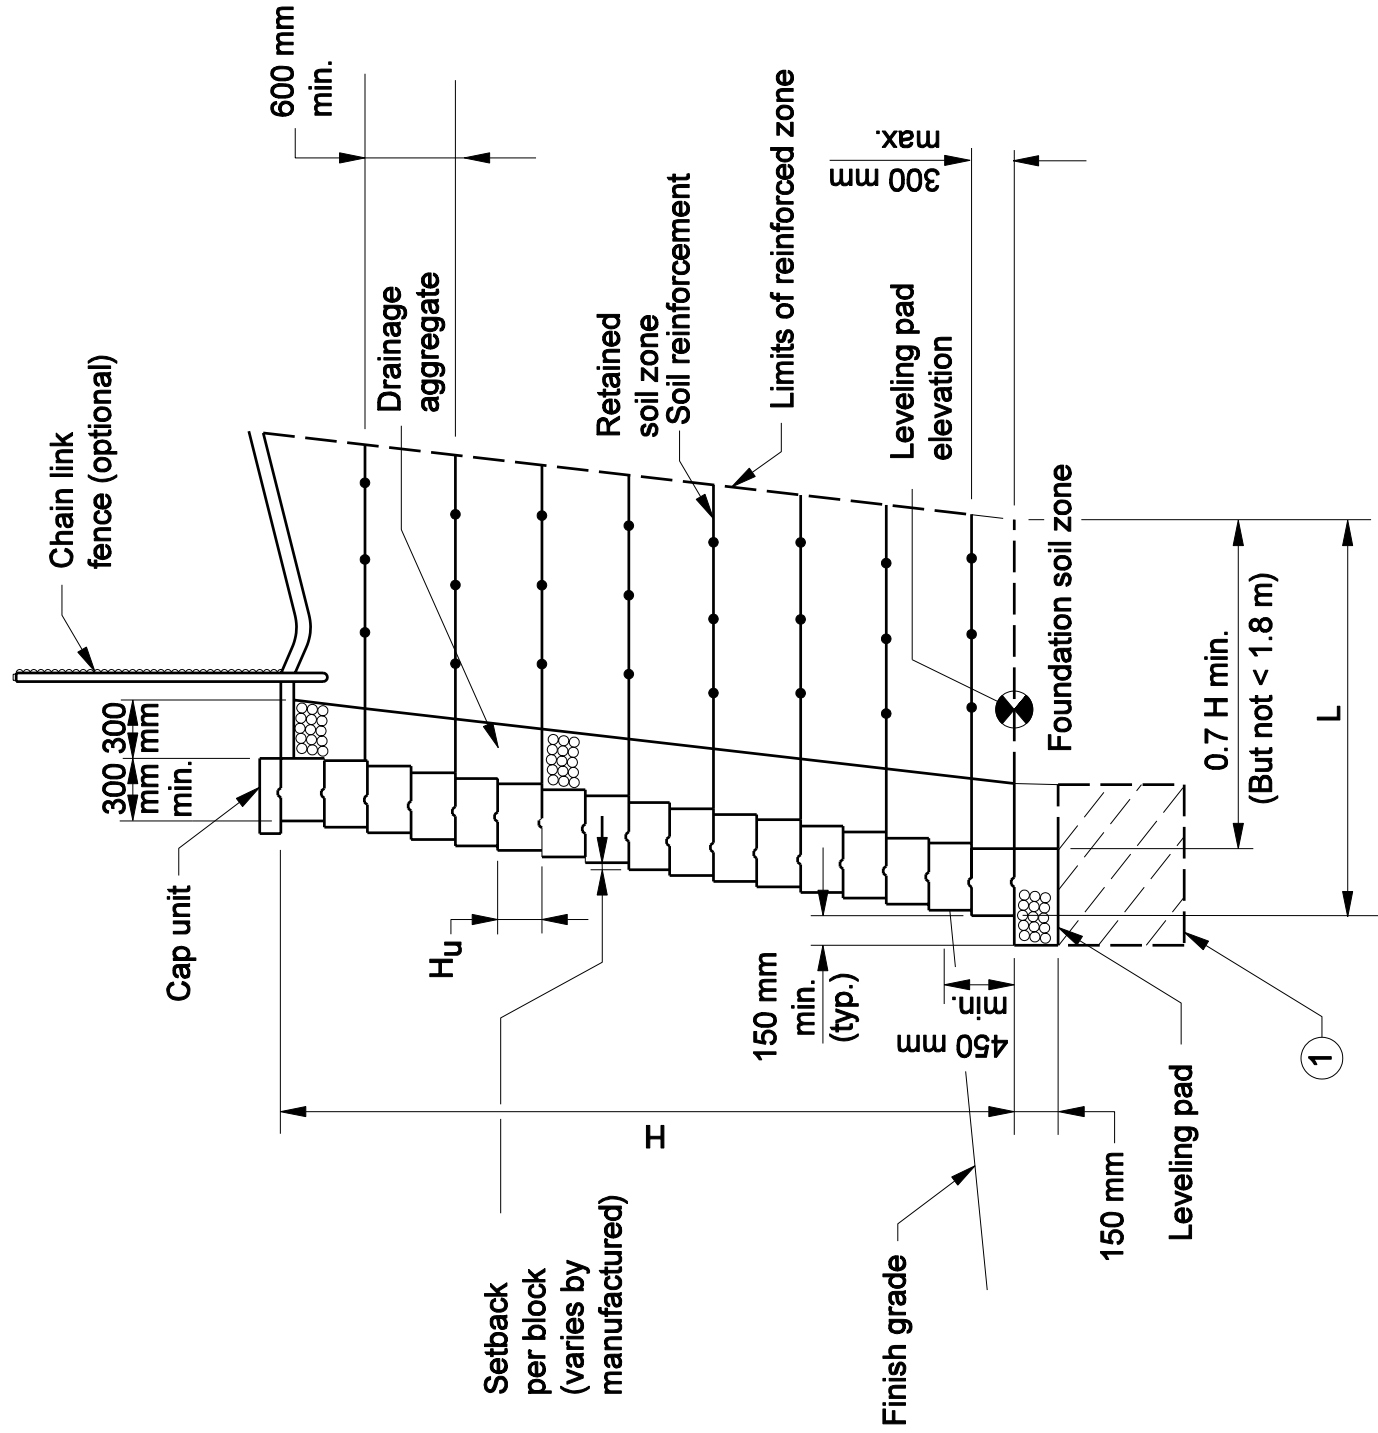 Chain link
fence (optional)
600 mm
min.
300
mm
300
mm
min.
Cap unit
Drainage
aggregate
Retained
soil zone
Soil reinforcement
Limits of reinforced zone
300 mm
max.
Leveling pad
elevation
Foundation soil zone
Hu
Setback
per block
(varies by
manufactured)
H
150 mm
min.
(typ.)
450 mm
min.
Finish grade
150 mm
Leveling pad
1
0.7 H min.
(But not < 1.8 m)
L